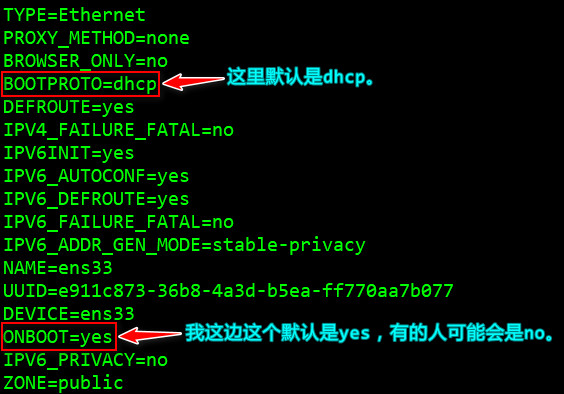 TYPE=Ethernet
PROXY_METHOD=none
BROWSER_ONLY=no
BOOTPROTO=dhcp 这里默认是dhcp。
DEFROUTE=yes
IPV4_FAILURE_FATAL=no
IPV6INIT=yes
IPV6_AUTOCONF=yes
IPV6_DEFROUTE=yes
IPV6_FAILURE_FATAL=no
IPV6_ADDR_GEN_MODE=stable-privacy
NAME=ens33
UUID=e911c873-36b8-4a3d-b5ea-ff770aa7b077
DEVICE=ens33
ONBOOT=yes 我这边这个默认是yes，有的人可能会是no。
IPV6_PRIVACY=no
ZONE=public